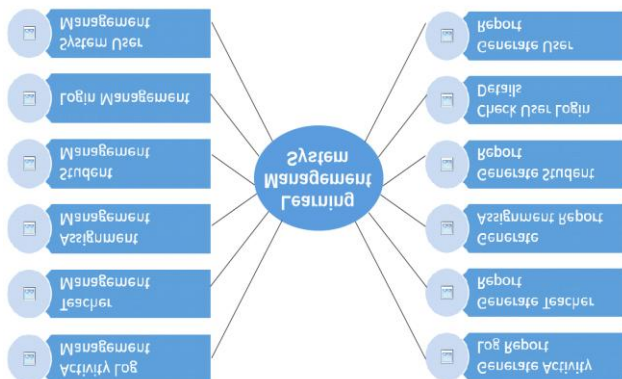 Activity Log
Management
Teacher
Management
Assignment
Management
Student
Management
Login Management
System User
Management
Learning
Management
System
Generate Activity
Log Report
Generate Teacher
Report
Generate
Assignment Report
Generate Student
Report
Check User Login
Details
Generate User
Report